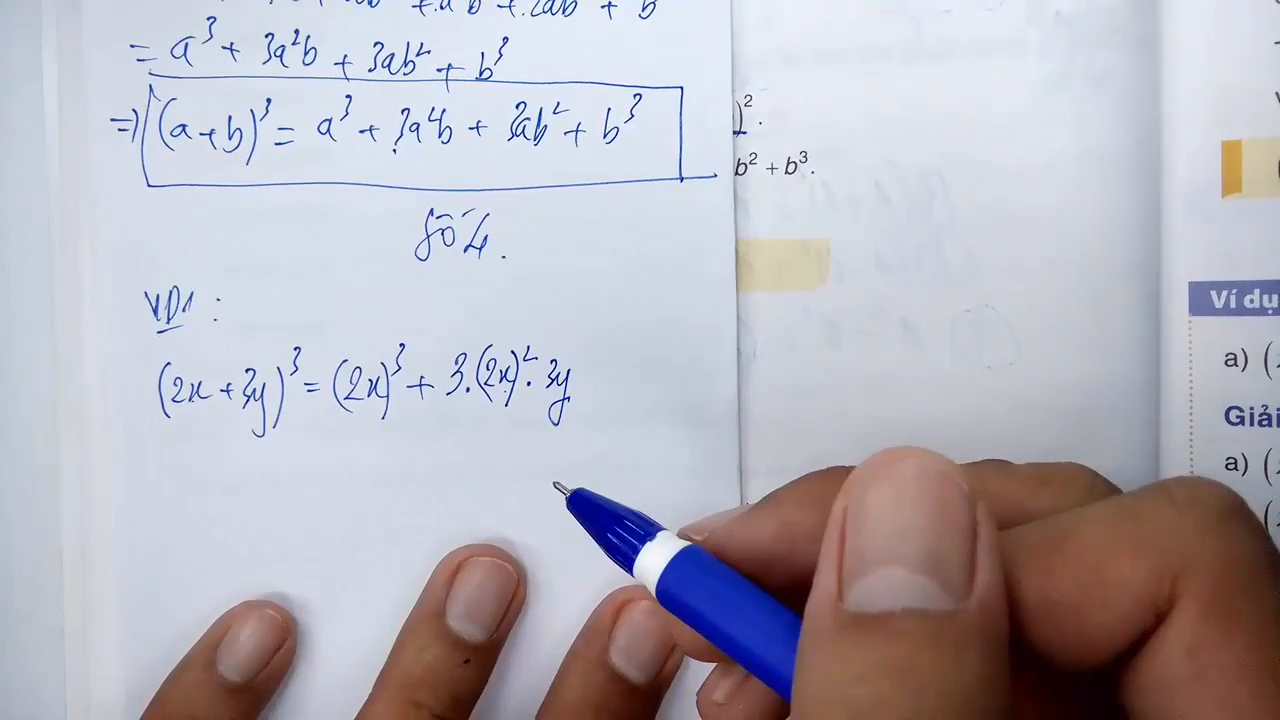 = a³ + 3a²b + 3ab² + b³
=> (a+b)³ = a³ + 3a²b + 3ab² + b³
)².
b² + b³.
Số 4.
VD1 :
(2x + 3y)³ = (2x)³ + 3.(2x)². 3y
Ví dụ
a) (
Giải
a) (